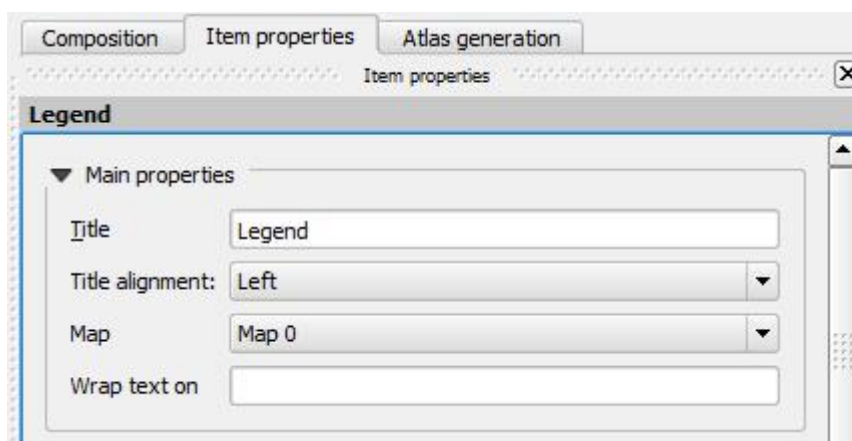 Composition Item properties Atlas generation
Item properties
Legend
Main properties
Title Legend
Title alignment: Left
Map Map 0
Wrap text on